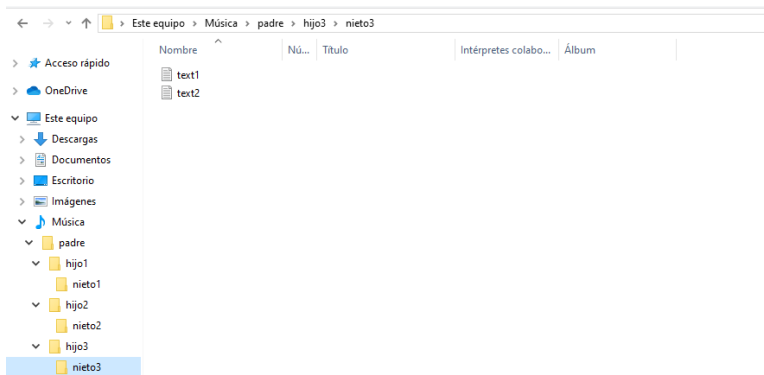 Este equipo > Música > padre > hijo3 > nieto3
Nombre Nú... Título Intérpretes colabo... Álbum
Acceso rápido
OneDrive
Este equipo
Descargas
Documentos
Escritorio
Imágenes
Música
padre
hijo1
nieto1
hijo2
nieto2
hijo3
nieto3
text1
text2